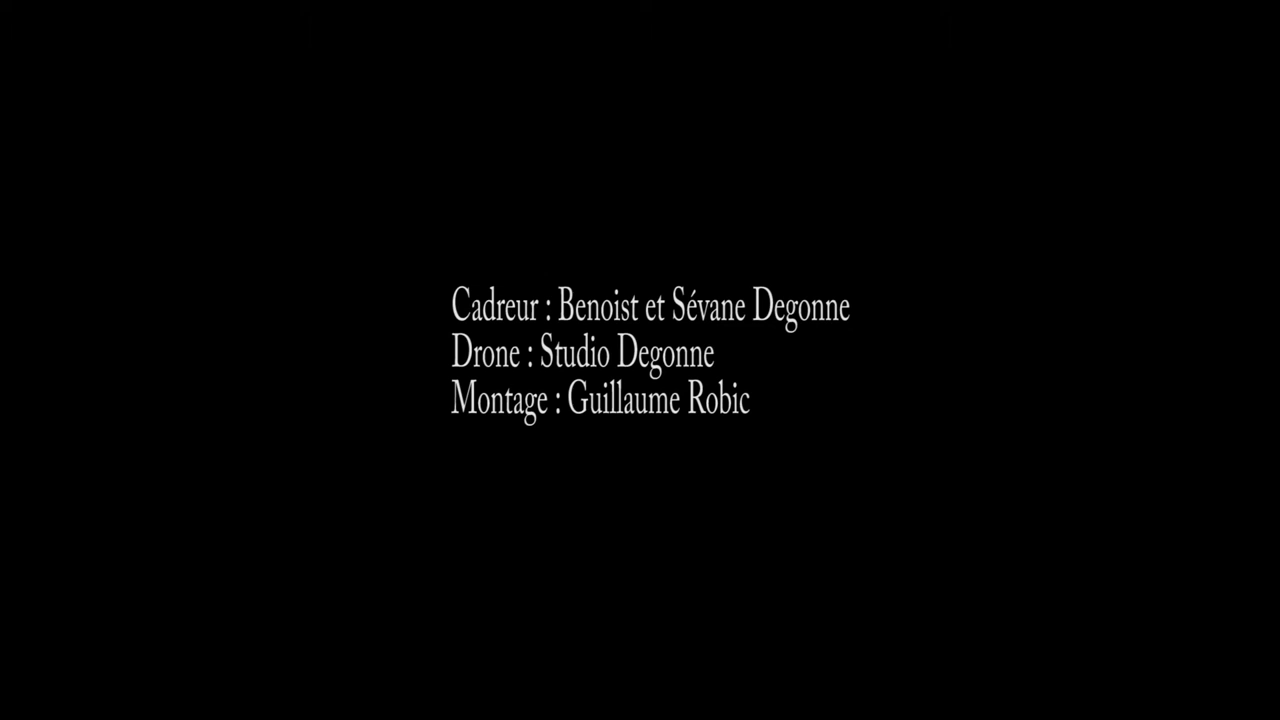 Cadreur : Benoist et Sévane Degonne
Drone : Studio Degonne
Montage : Guillaume Robic